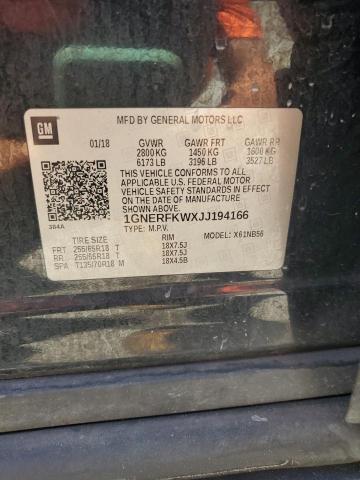 MFD BY GENERAL MOTORS LLC
GM
01/18 GVWR GAWR FRT GAWR RR
2800 KG 1450 KG 1600 KG
6173 LB 3196 LB 3527 LB
THIS VEHICLE CONFORMS TO ALL
APPLICABLE U.S. FEDERAL MOTOR
VEHICLE SAFETY STANDARDS IN EFFECT
ON THE DATE OF MANUFACTURE SHOWN ABOVE.
1GNERFKWXJJ194166
384A TYPE: M.P.V. MODEL: X61NB56
TIRE SIZE RIM
FRT 255/65R18 T 18X7.5J
RR 255/65R18 T 18X7.5J
SPA T135/70R18 M 18X4.5B